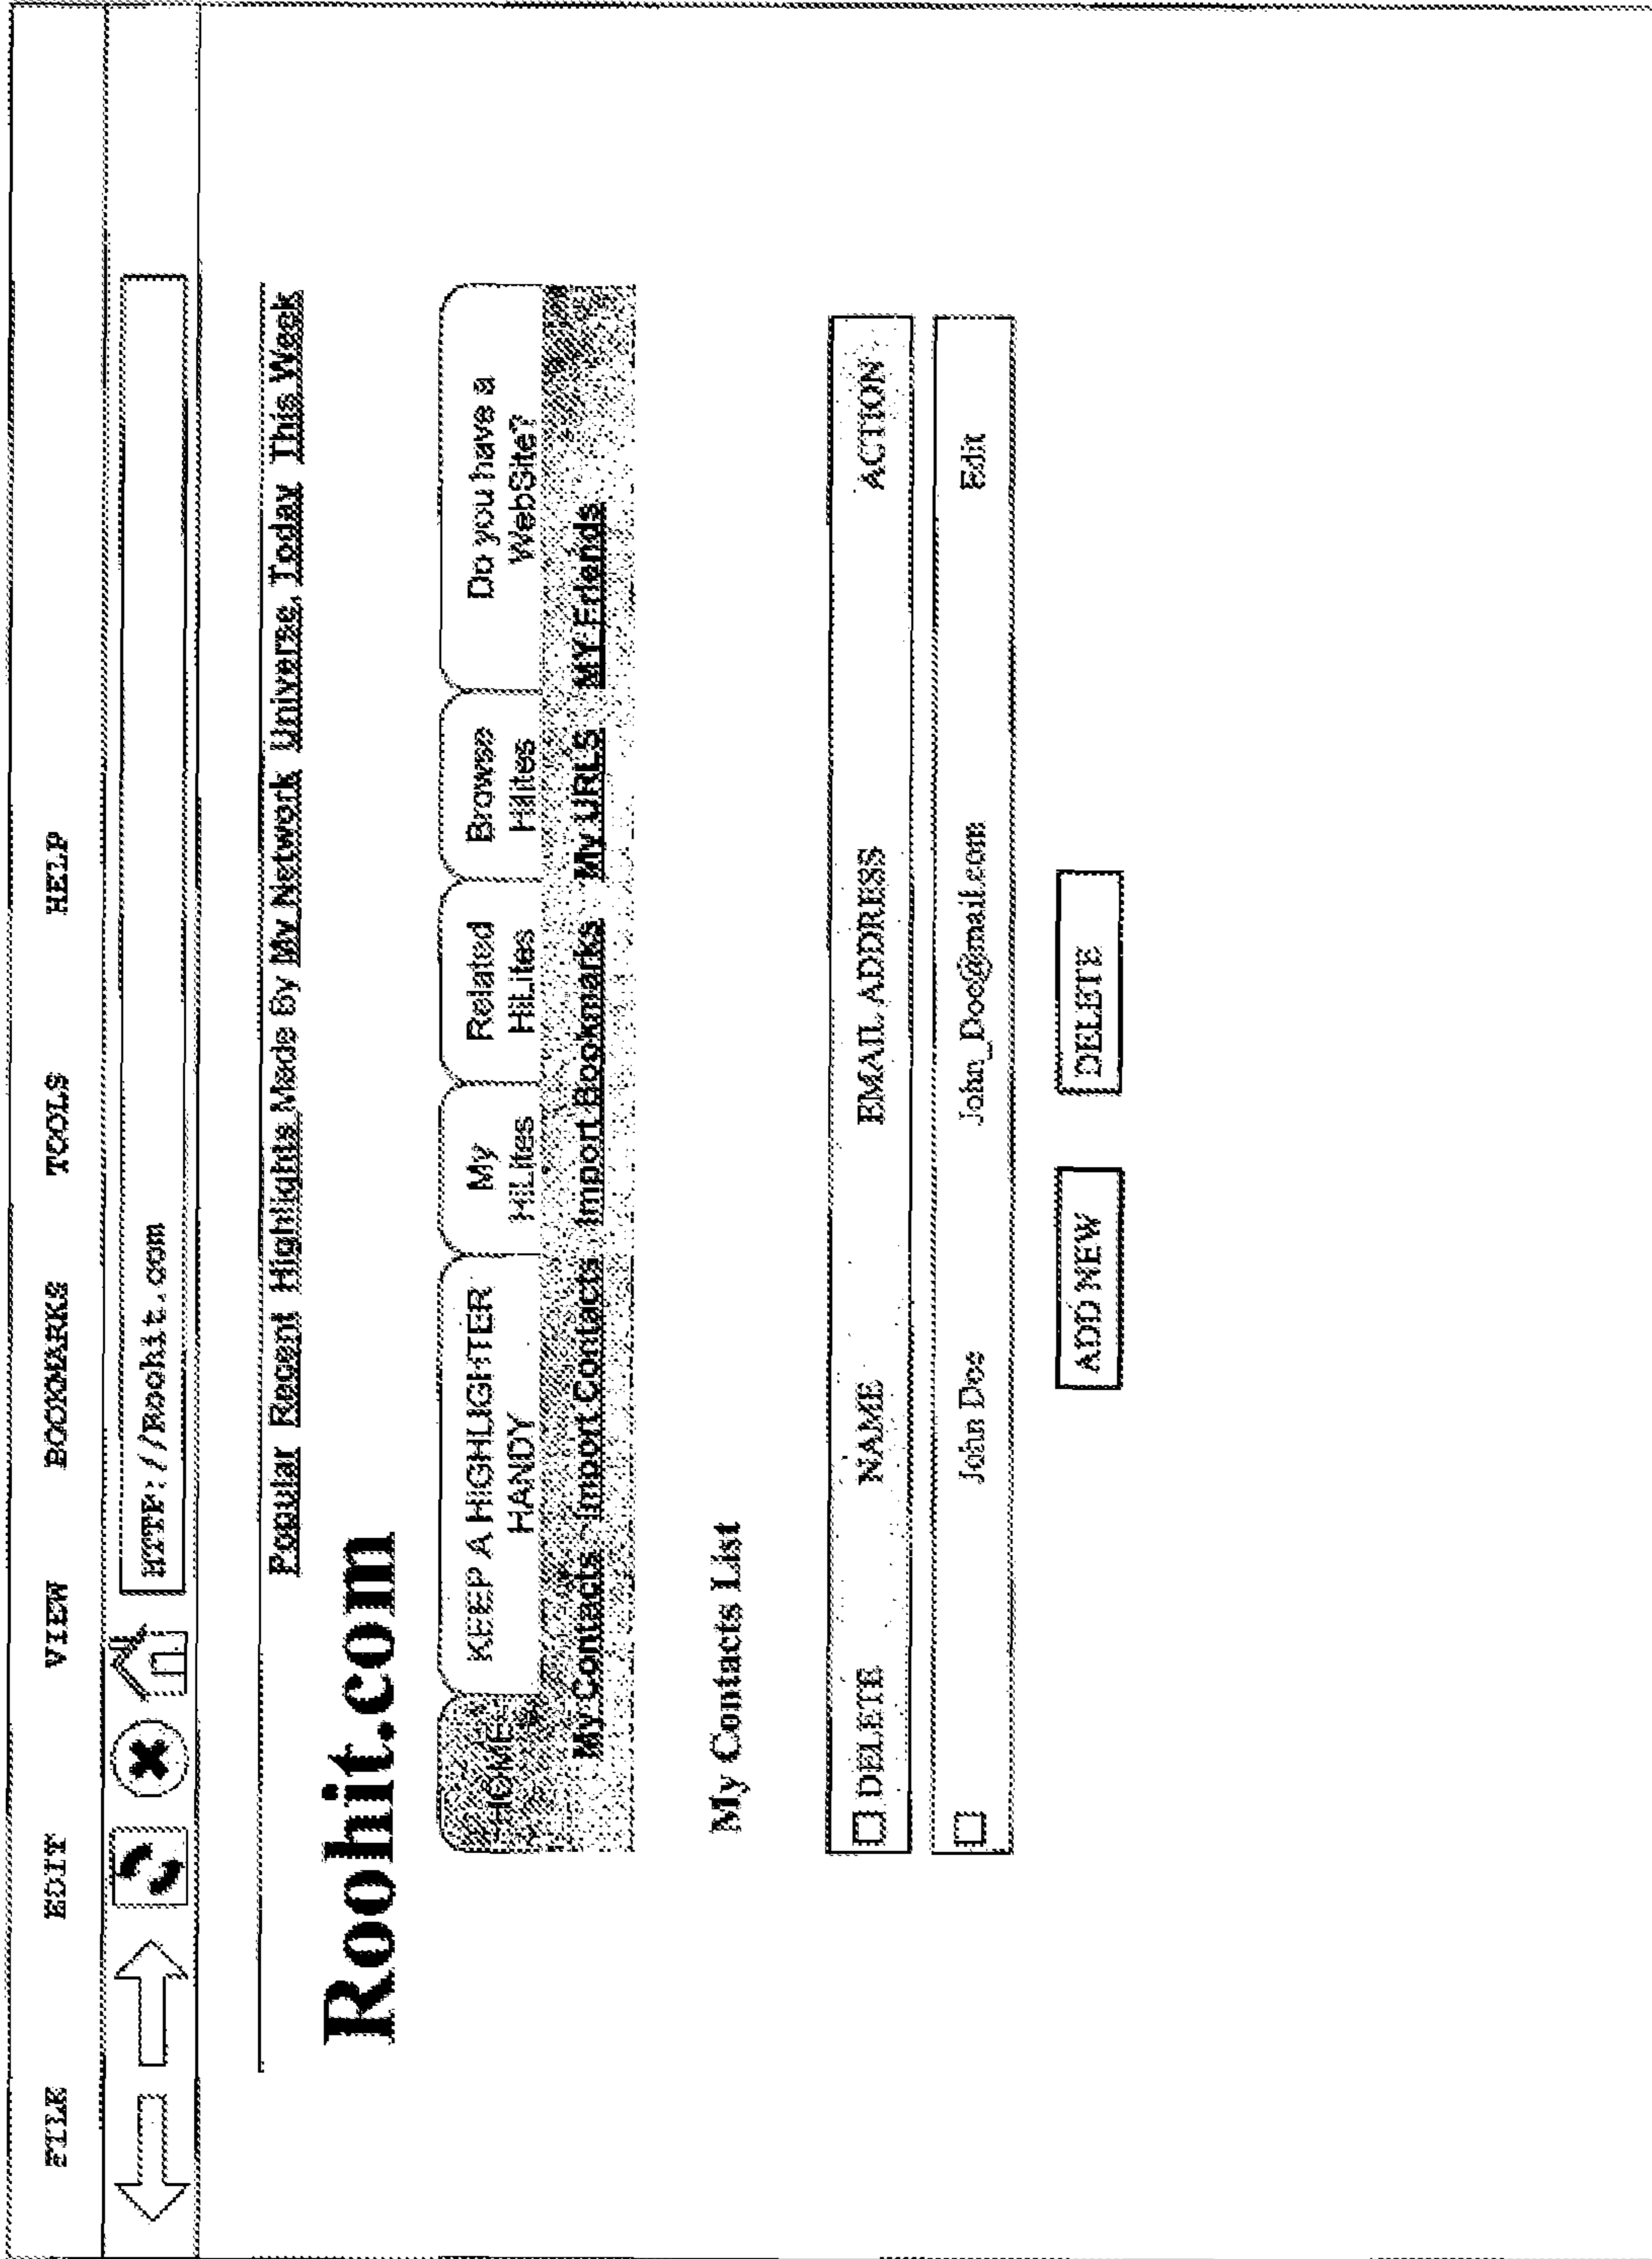 FILE EDIT VIEW BOOKMARKS TOOLS HELP
HTTP://Roohit.com
Popular Recent Highlights Made By My Network Universe, Today This Week
Roohit.com
HOME
KEEP A HIGHLIGHTER
HANDY
My
HiLites
Related
HiLites
Browse
Hilites
Do you have a
WebSite?
My Contacts Import Contacts Import Bookmarks My URLS MY Friends
My Contacts List
DELETE NAME EMAIL ADDRESS ACTION
John Doe John_Doe@mail.com Edit
ADD NEW DELETE